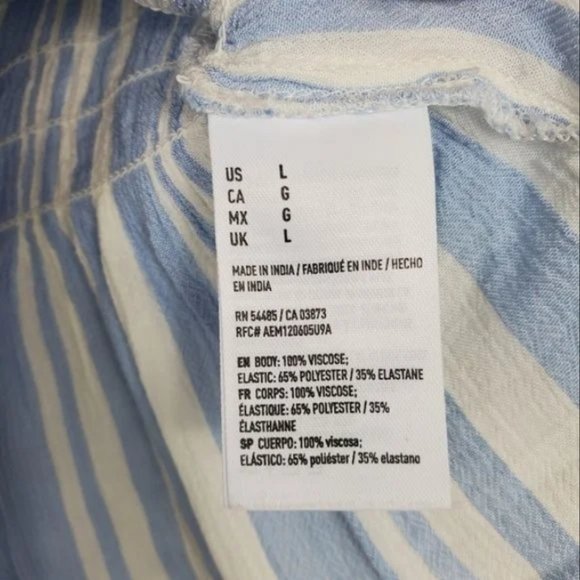 US L
CA G
MX G
UK L
MADE IN INDIA / FABRIQUÉ EN INDE / HECHO
EN INDIA
RN 54485 / CA 03873
RFC# AEM120605U9A
EN BODY: 100% VISCOSE;
ELASTIC: 65% POLYESTER / 35% ELASTANE
FR CORPS: 100% VISCOSE;
ÉLASTIQUE: 65% POLYESTER / 35%
ÉLASTHANNE
SP CUERPO: 100% viscosa;
ELÁSTICO: 65% poliéster / 35% elastano